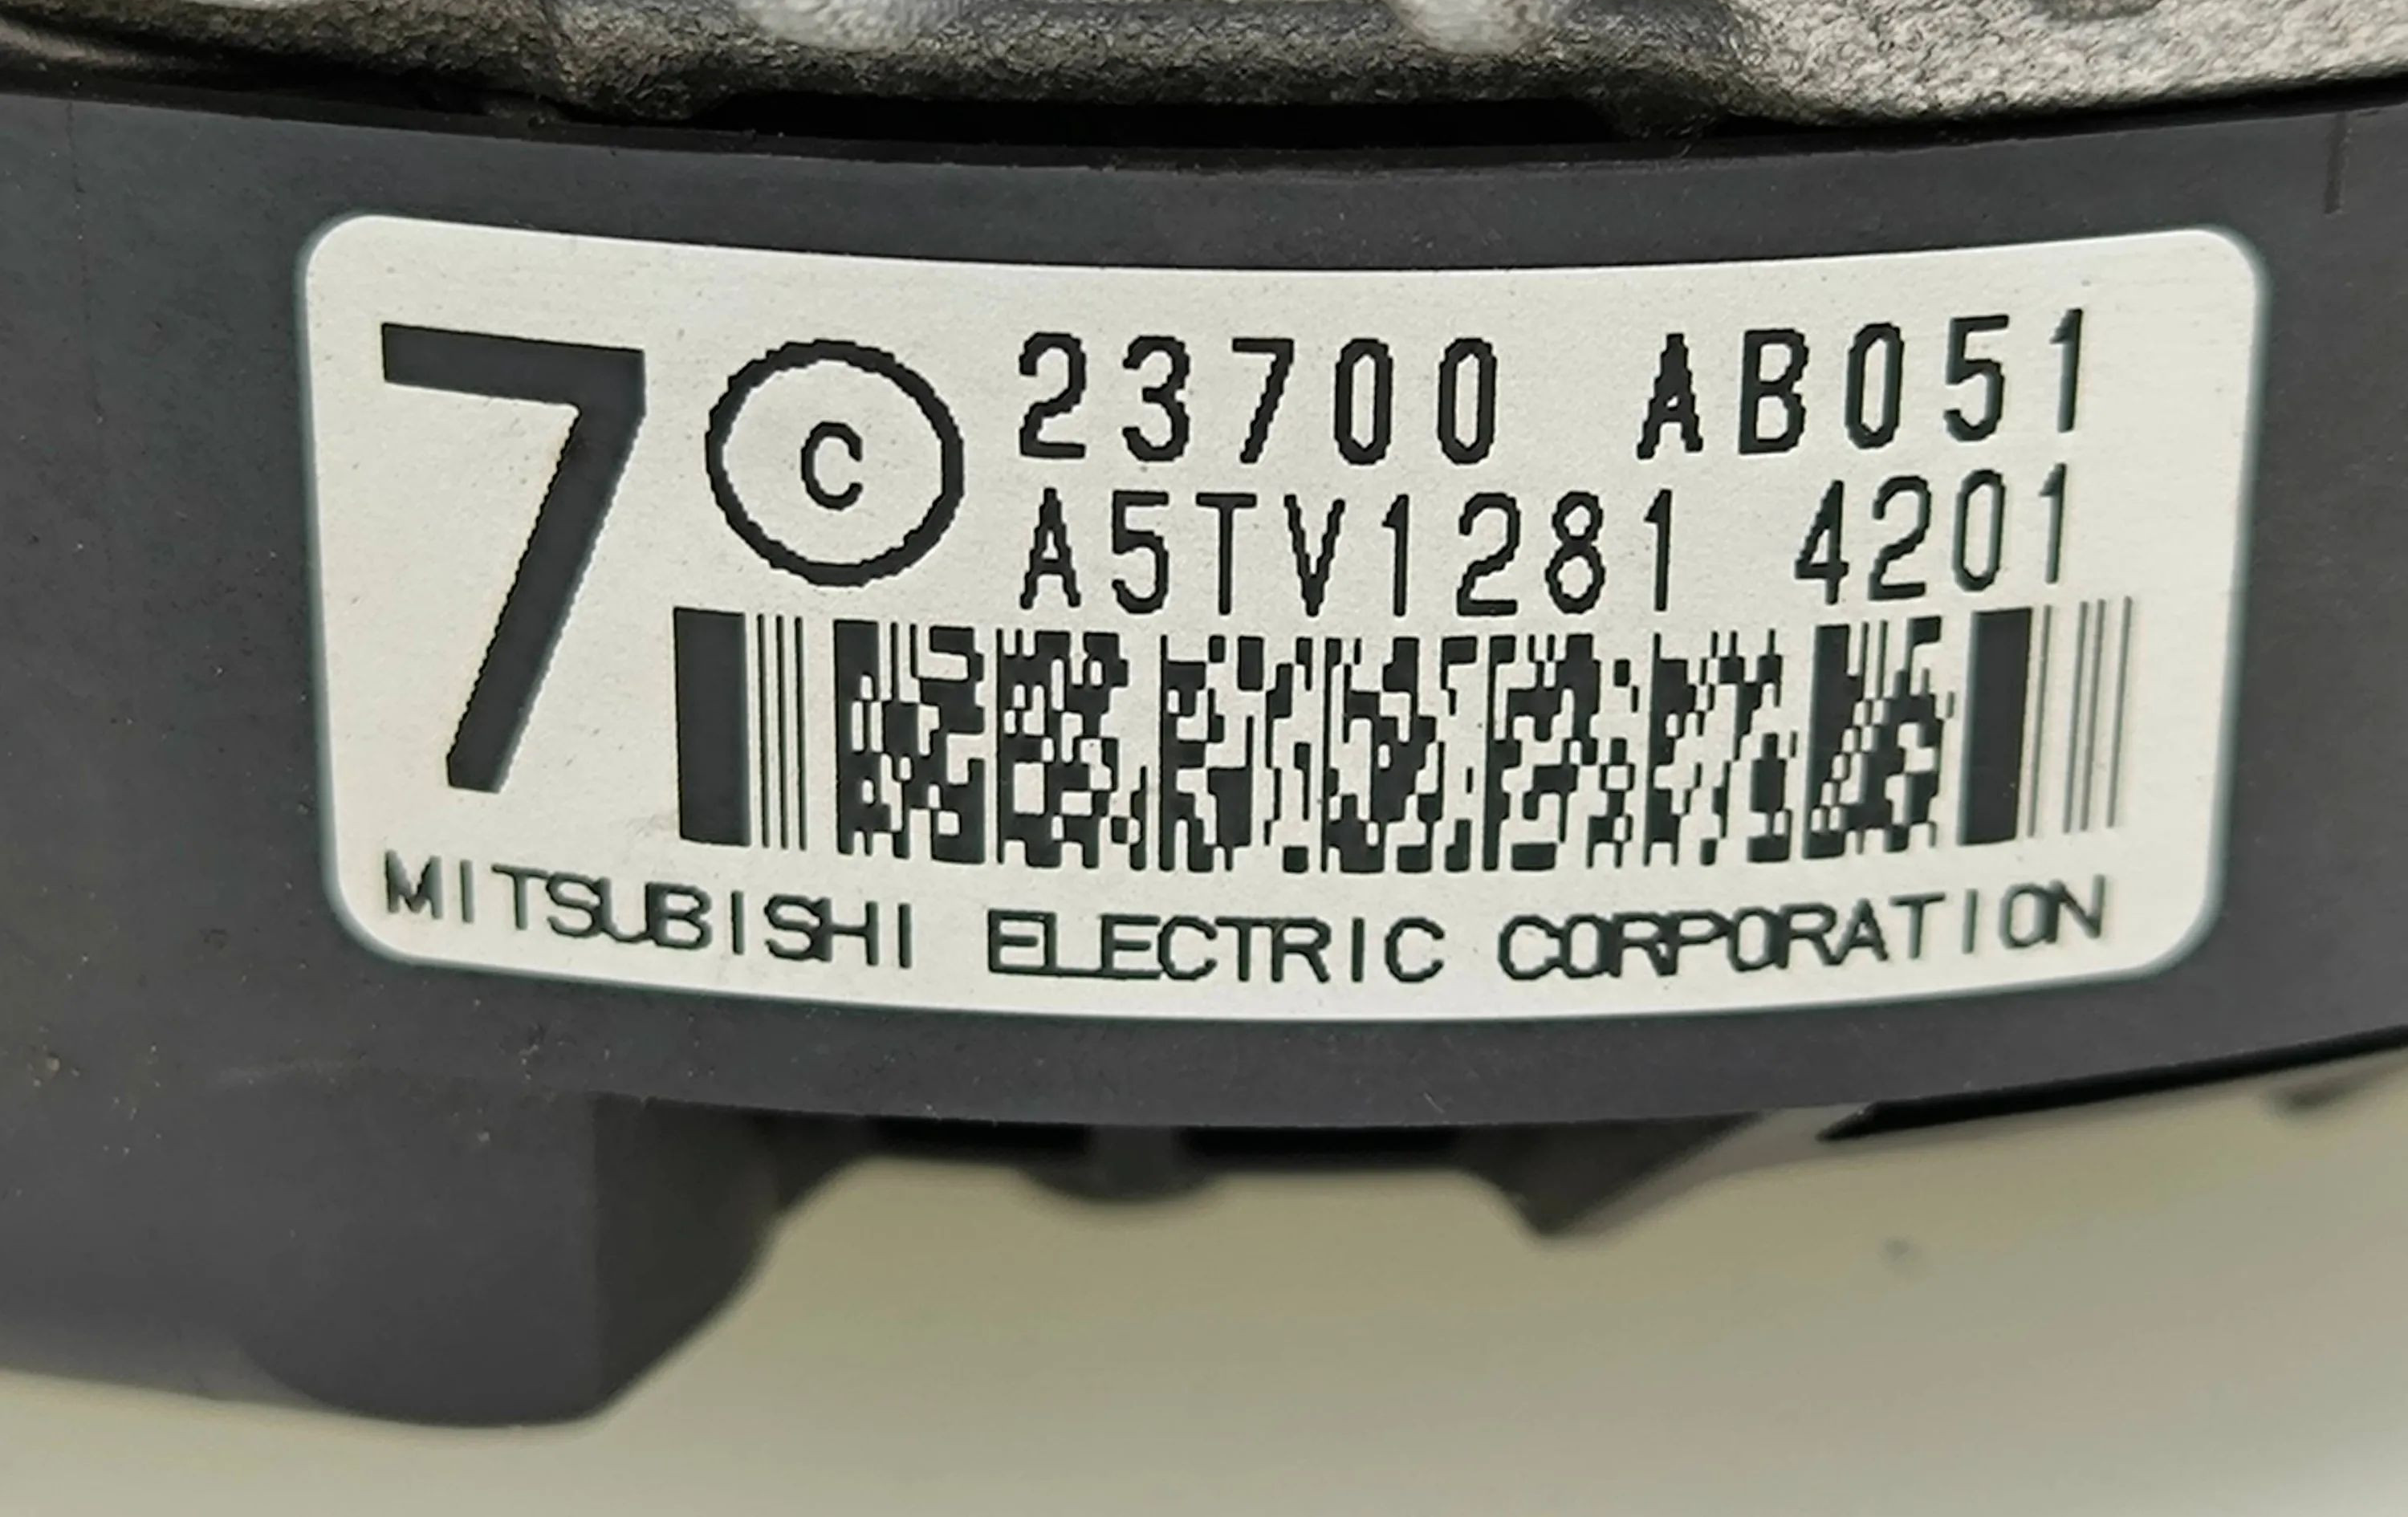 7 Ⓒ 23700 AB051
A5TV1281 4201
MITSUBISHI ELECTRIC CORPORATION